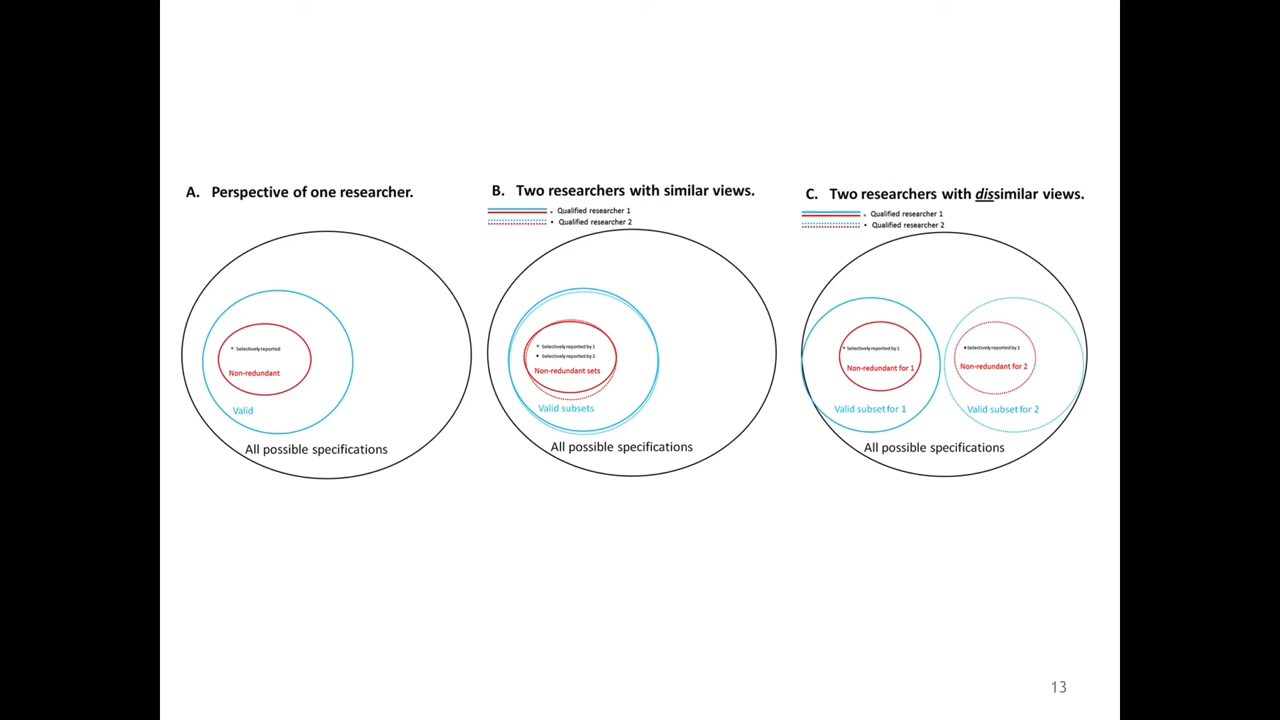 A. Perspective of one researcher.
Selectively reported
Non-redundant
Valid
All possible specifications
B. Two researchers with similar views.
Qualified researcher 1
Qualified researcher 2
Selectively reported by 1
Selectively reported by 2
Non-redundant sets
Valid subsets
All possible specifications
C. Two researchers with dissimilar views.
Qualified researcher 1
Qualified researcher 2
Selectively reported by 1
Non-redundant for 1
Valid subset for 1
Selectively reported by 2
Non-redundant for 2
Valid subset for 2
All possible specifications
13